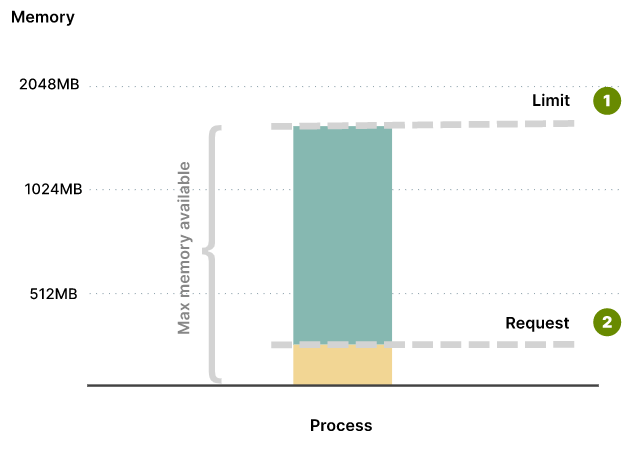 Memory
2048MB
Limit 1
1024MB
Max memory available
512MB
Request 2
Process